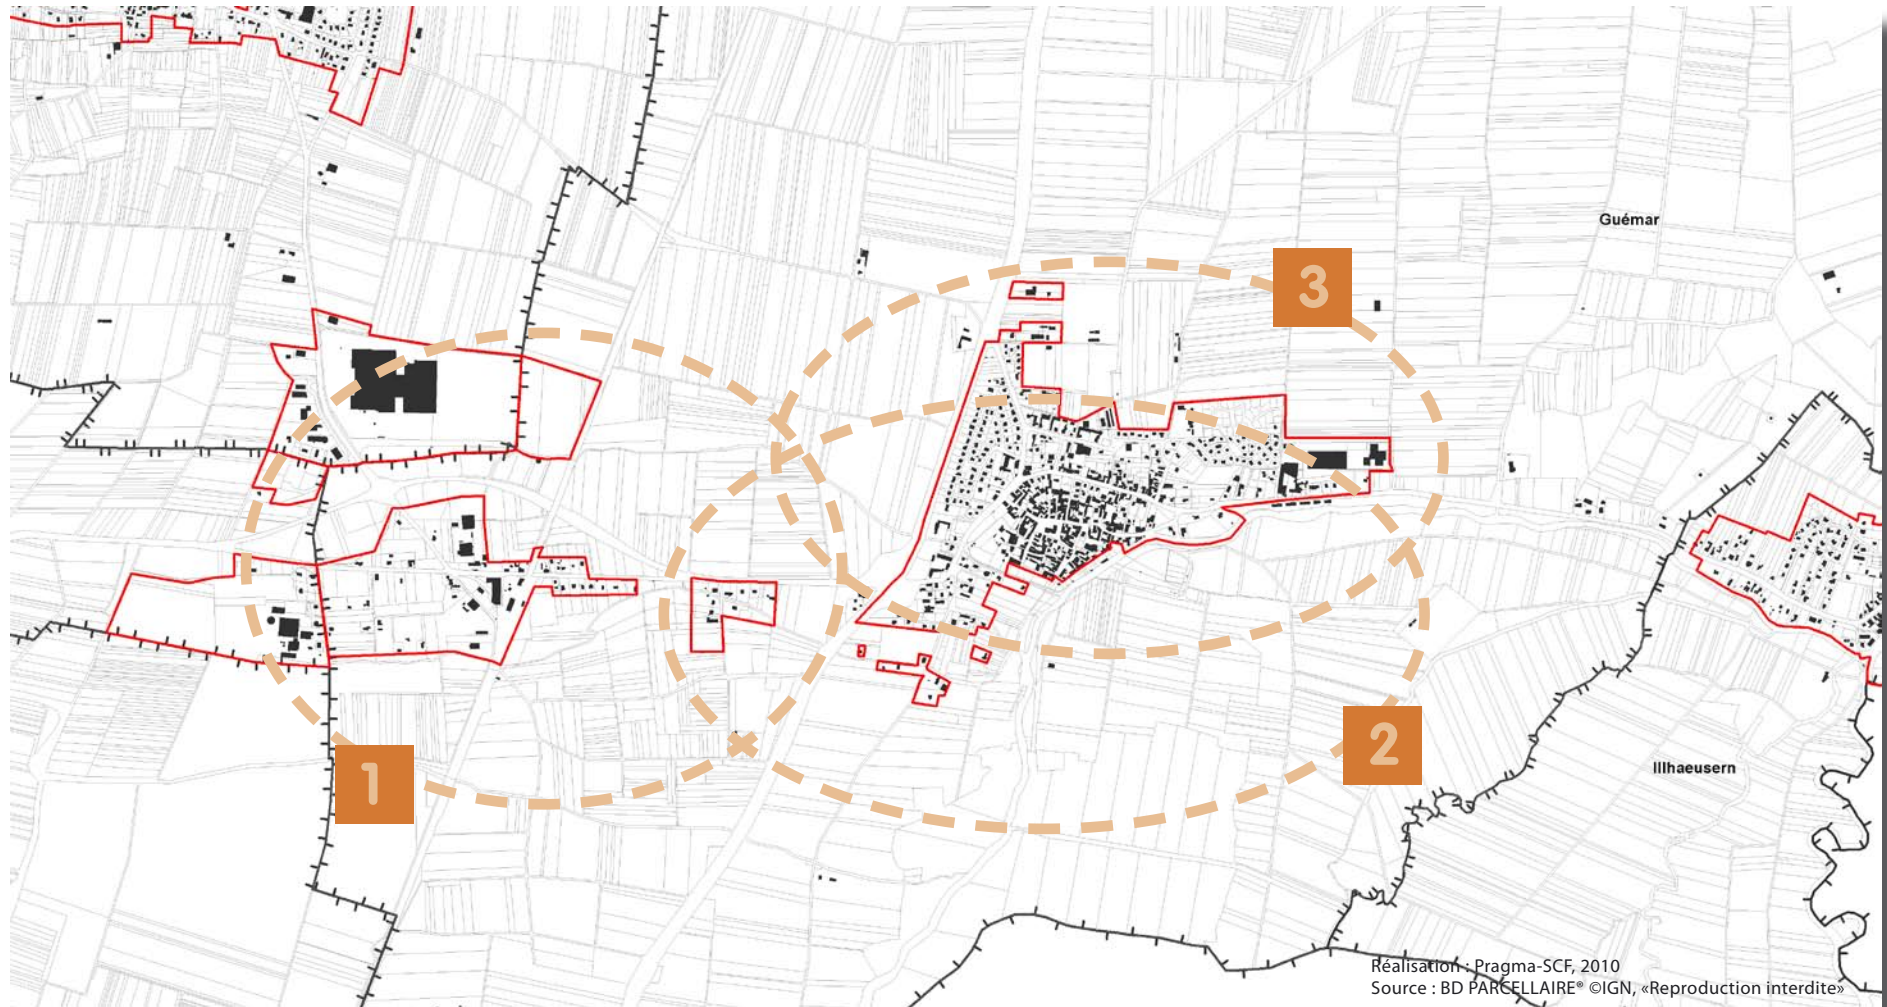 Guémar
3
2
Illhaeusern
1
Réalisation : Pragma-SCF, 2010
Source : BD PARCELLAIRE® ©IGN, «Reproduction interdite»